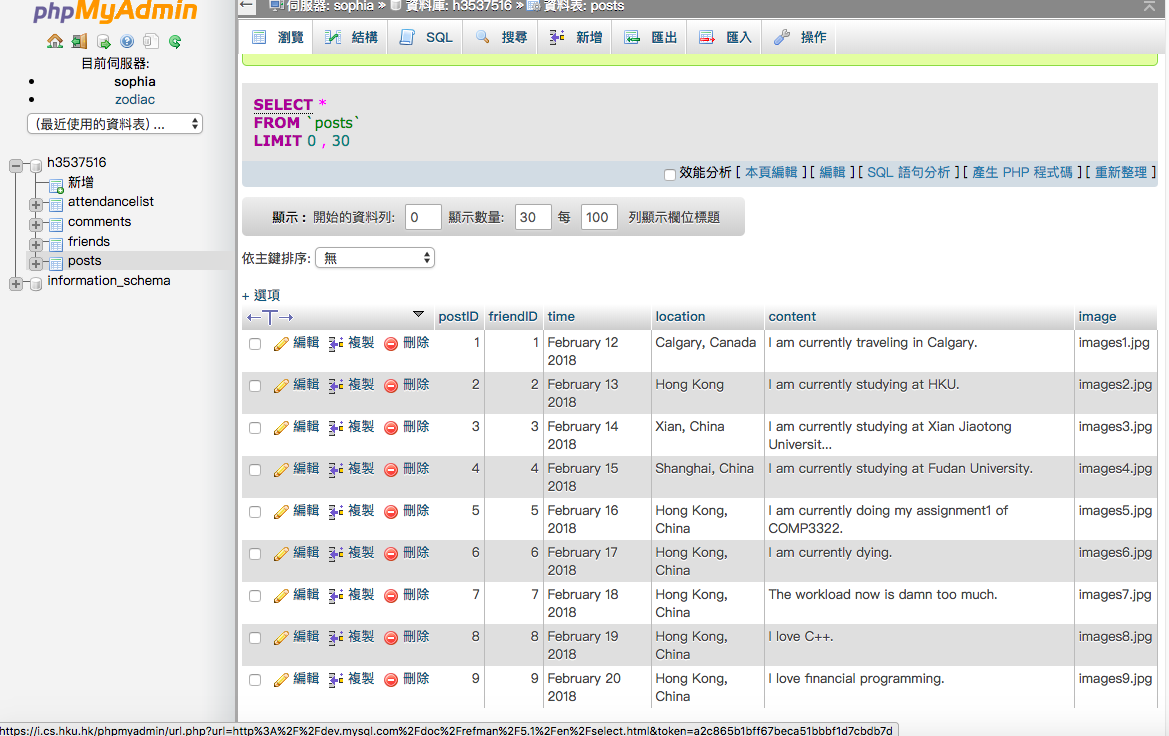 phpMyAdmin
目前伺服器:
sophia
zodiac
(最近使用的資料表) ...
h3537516
新增
attendancelist
comments
friends
posts
information_schema
伺服器: sophia » 資料庫: h3537516 » 資料表: posts
瀏覽 結構 SQL 搜尋 新增 匯出 匯入 操作
SELECT *
FROM `posts`
LIMIT 0 , 30
效能分析 [ 本頁編輯 ] [ 編輯 ] [ SQL 語句分析 ] [ 產生 PHP 程式碼 ] [ 重新整理 ]
顯示 : 開始的資料列: 0 顯示數量: 30 每 100 列顯示欄位標題
依主鍵排序: 無
+ 選項
←T→ postID friendID time location content image
編輯 複製 刪除 1 1 February 12 Calgary, Canada I am currently traveling in Calgary. images1.jpg
2018
編輯 複製 刪除 2 2 February 13 Hong Kong I am currently studying at HKU. images2.jpg
2018
編輯 複製 刪除 3 3 February 14 Xian, China I am currently studying at Xian Jiaotong images3.jpg
2018 Universit...
編輯 複製 刪除 4 4 February 15 Shanghai, China I am currently studying at Fudan University. images4.jpg
2018
編輯 複製 刪除 5 5 February 16 Hong Kong, I am currently doing my assignment1 of images5.jpg
2018 China COMP3322.
編輯 複製 刪除 6 6 February 17 Hong Kong, I am currently dying. images6.jpg
2018 China
編輯 複製 刪除 7 7 February 18 Hong Kong, The workload now is damn too much. images7.jpg
2018 China
編輯 複製 刪除 8 8 February 19 Hong Kong, I love C++. images8.jpg
2018 China
編輯 複製 刪除 9 9 February 20 Hong Kong, I love financial programming. images9.jpg
2018 China
https://i.cs.hku.hk/phpmyadmin/url.php?url=http%3A%2F%2Fdev.mysql.com%2Fdoc%2Frefman%2F5.1%2Fen%2Fselect.html&token=a2c865b1bff67beca51bbbf1d7cbdb7d